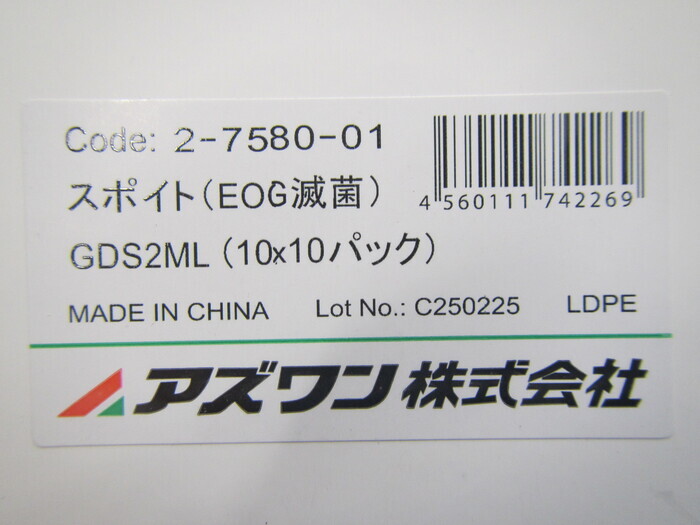 Code: 2-7580-01
スポイト(EOG滅菌)
4 560111 742269
GDS2ML (10x10パック)
MADE IN CHINA Lot No.: C250225 LDPE
アズワン株式会社